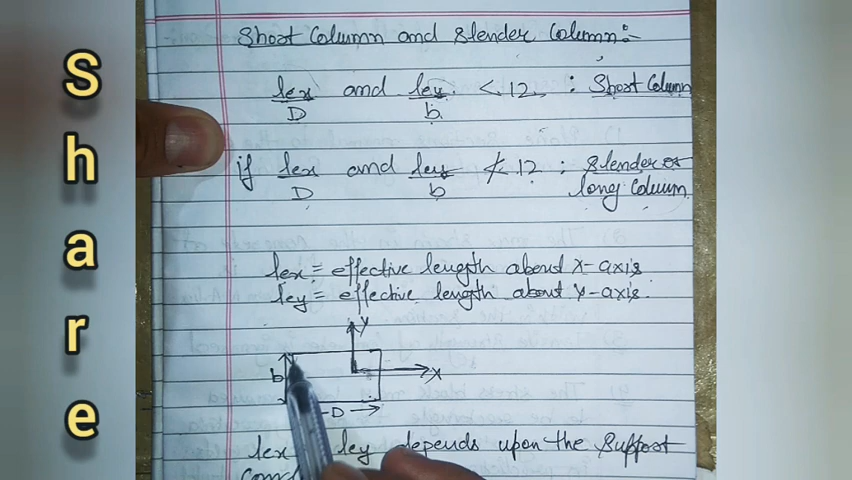 Share
Short Column and Slender Column:-
lex/D and ley/b < 12 : Short Column
if lex/D and ley/b ≮ 12 : Slender or
long Column
lex = effective length about x-axis
ley = effective length about y-axis.
y
b
x
D
lex ley depends upon the Support